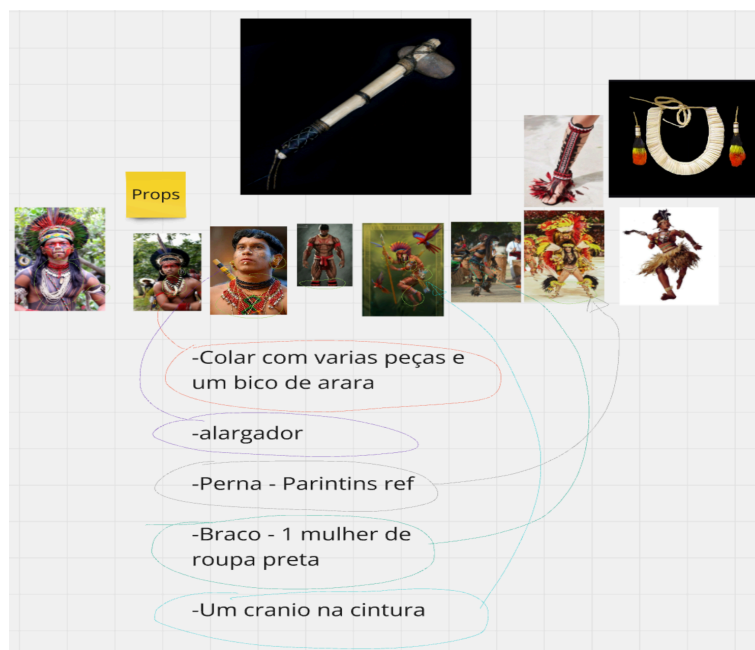 Props
-Colar com varias peças e
um bico de arara
-alargador
-Perna - Parintins ref
-Braco - 1 mulher de
roupa preta
-Um cranio na cintura